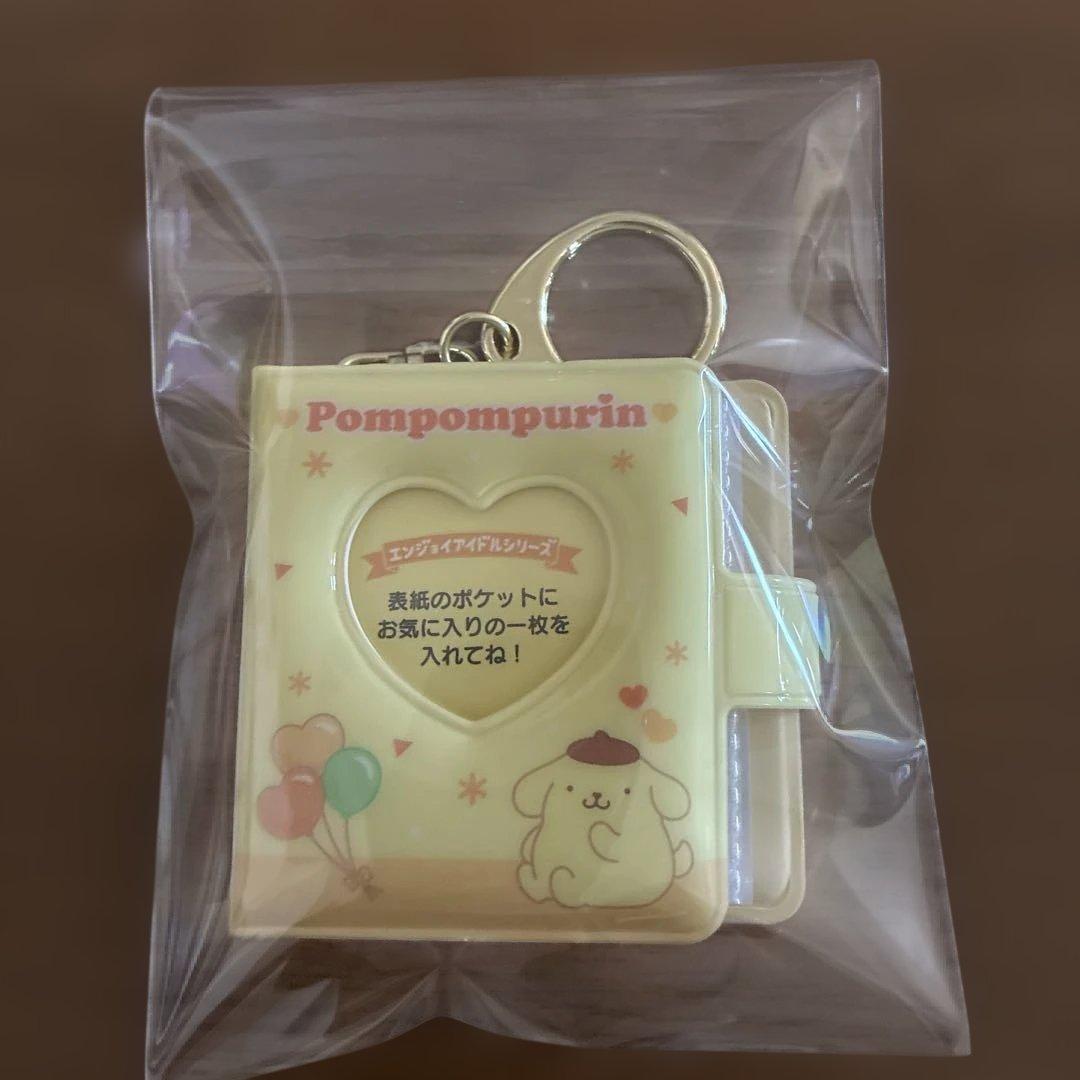 Pompompurin
エンジョイアイドルシリーズ
表紙のポケットに
お気に入りの一枚を
入れてね！